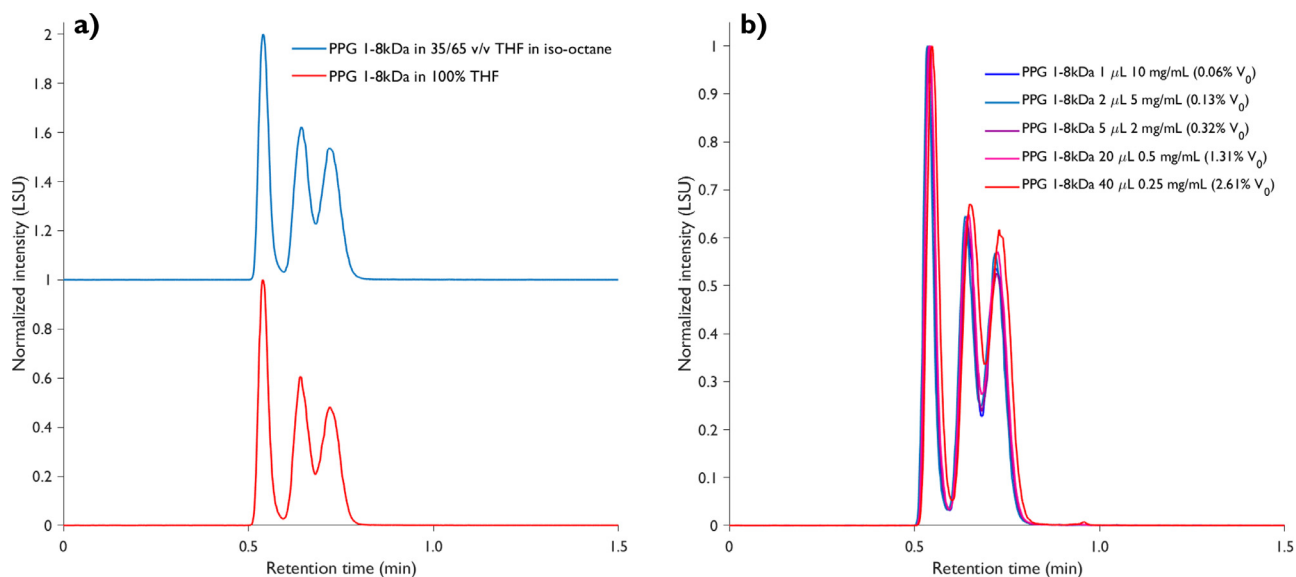 a)
PPG 1-8kDa in 35/65 v/v THF in iso-octane
PPG 1-8kDa in 100% THF
Normalized intensity (LSU)
2
1.8
1.6
1.4
1.2
1
0.8
0.6
0.4
0.2
0
0
0.5
1.0
1.5
Retention time (min)
b)
PPG 1-8kDa 1 μL 10 mg/mL (0.06% V₀)
PPG 1-8kDa 2 μL 5 mg/mL (0.13% V₀)
PPG 1-8kDa 5 μL 2 mg/mL (0.32% V₀)
PPG 1-8kDa 20 μL 0.5 mg/mL (1.31% V₀)
PPG 1-8kDa 40 μL 0.25 mg/mL (2.61% V₀)
Normalized intensity (LSU)
1
0.9
0.8
0.7
0.6
0.5
0.4
0.3
0.2
0.1
0
0
0.5
1.0
1.5
Retention time (min)